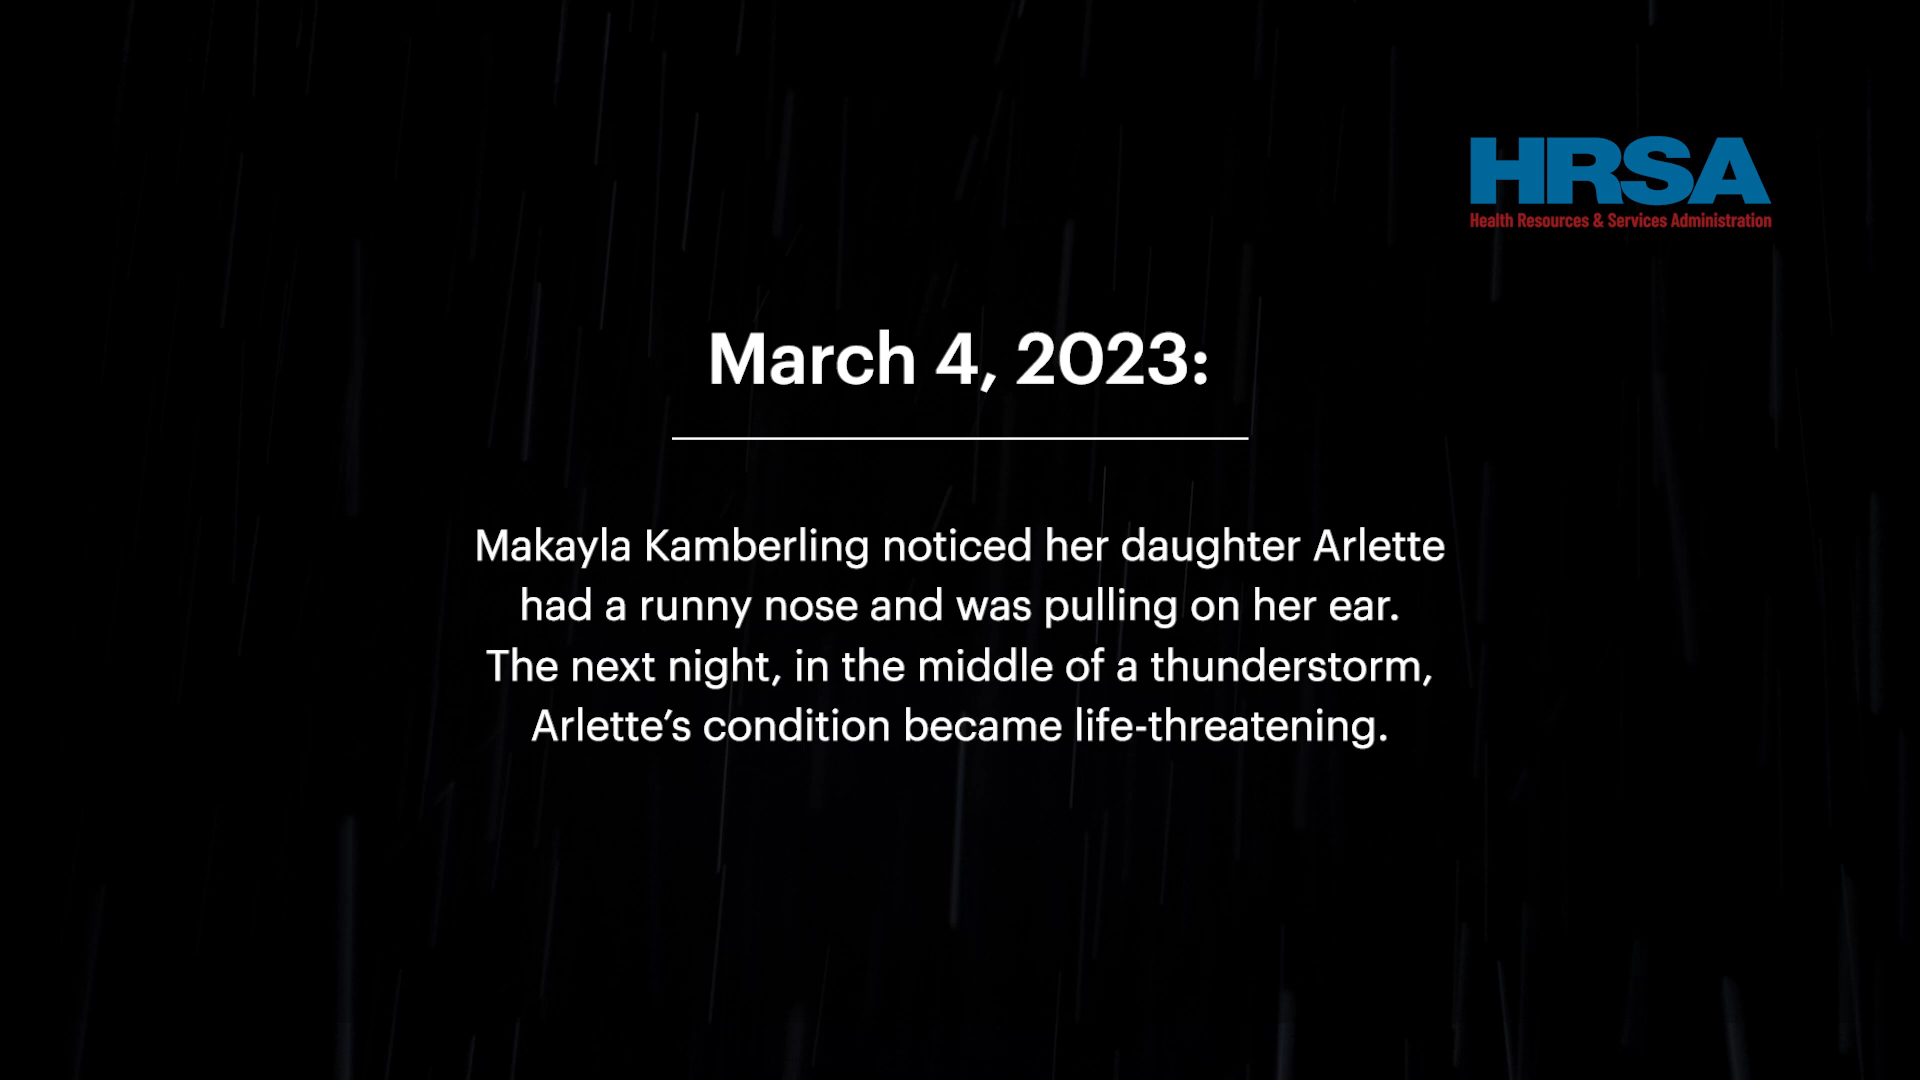 HRSA
Health Resources & Services Administration
March 4, 2023:
Makayla Kamberling noticed her daughter Arlette
had a runny nose and was pulling on her ear.
The next night, in the middle of a thunderstorm,
Arlette’s condition became life-threatening.